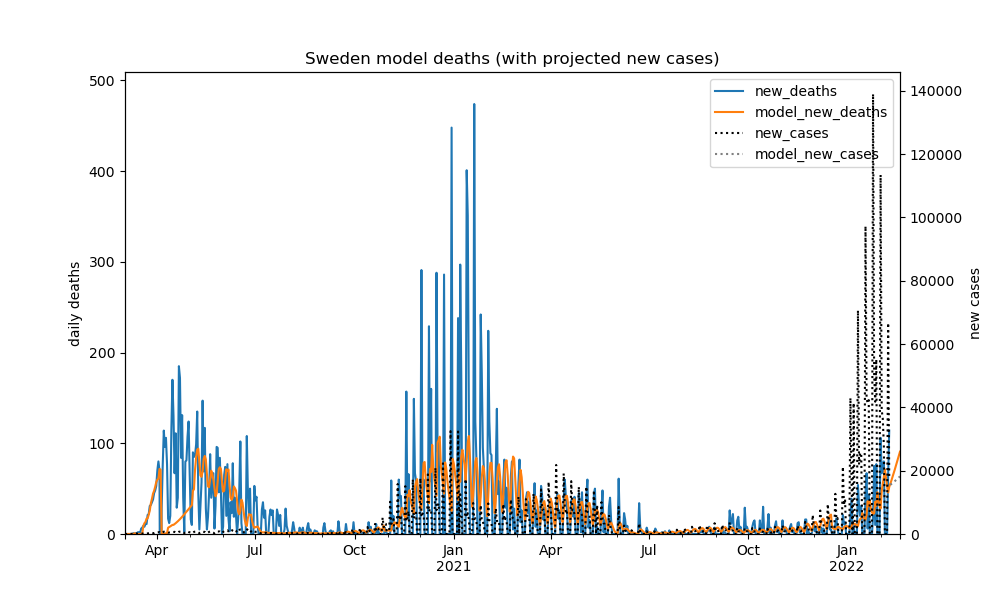 Sweden model deaths (with projected new cases)
daily deaths
500
400
300
200
100
0
new_deaths
model_new_deaths
new_cases
model_new_cases
140000
120000
100000
80000
60000
40000
20000
0
new cases
Apr
Jul
Oct
Jan
2021
Apr
Jul
Oct
Jan
2022